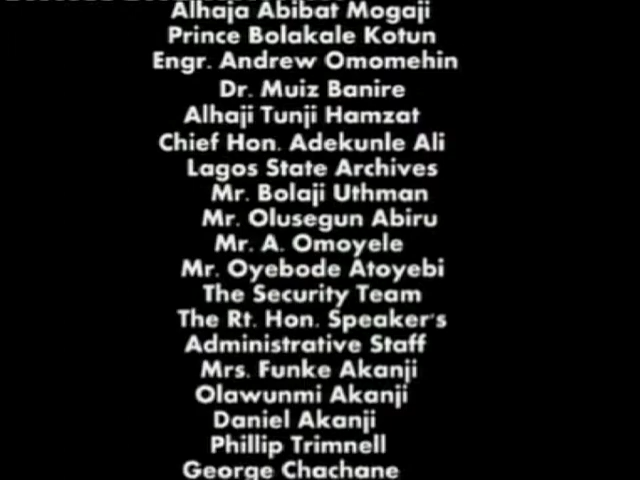 Alhaja Abibat Mogaji
Prince Bolakale Kotun
Engr. Andrew Omomehin
Dr. Muiz Banire
Alhaji Tunji Hamzat
Chief Hon. Adekunle Ali
Lagos State Archives
Mr. Bolaji Uthman
Mr. Olusegun Abiru
Mr. A. Omoyele
Mr. Oyebode Atoyebi
The Security Team
The Rt. Hon. Speaker's
Administrative Staff
Mrs. Funke Akanji
Olawunmi Akanji
Daniel Akanji
Phillip Trimnell
George Chachane